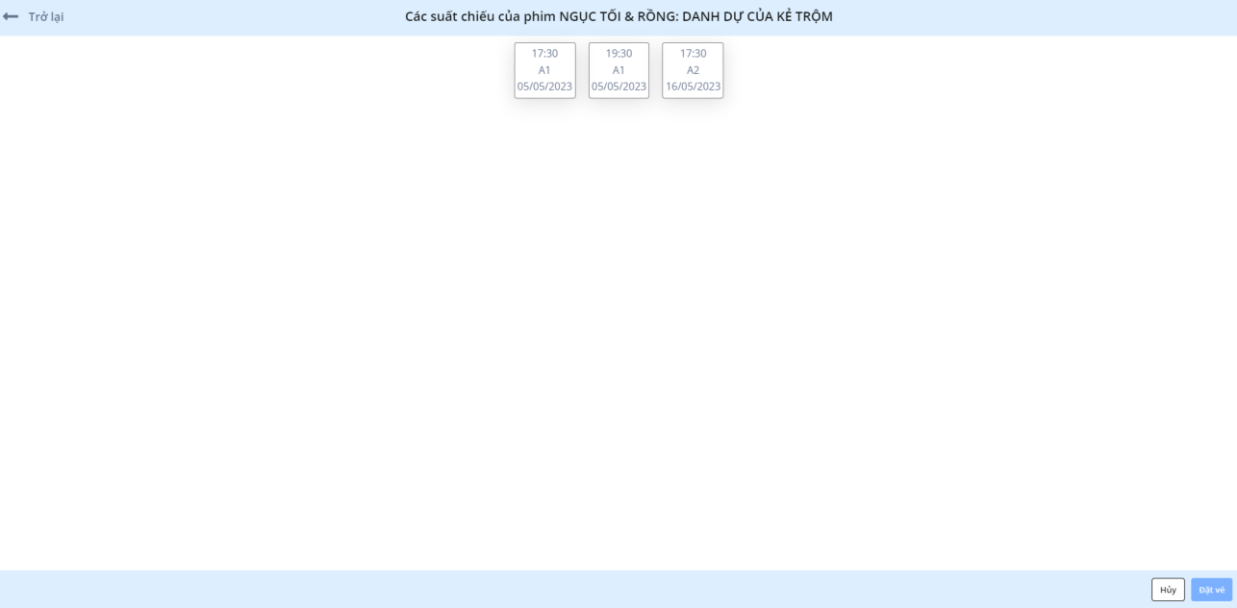 Trở lại
Các suất chiếu của phim NGỤC TỐI & RỒNG: DANH DỰ CỦA KẺ TRỘM
17:30
A1
05/05/2023
19:30
A1
05/05/2023
17:30
A2
16/05/2023
Hủy
Đặt vé